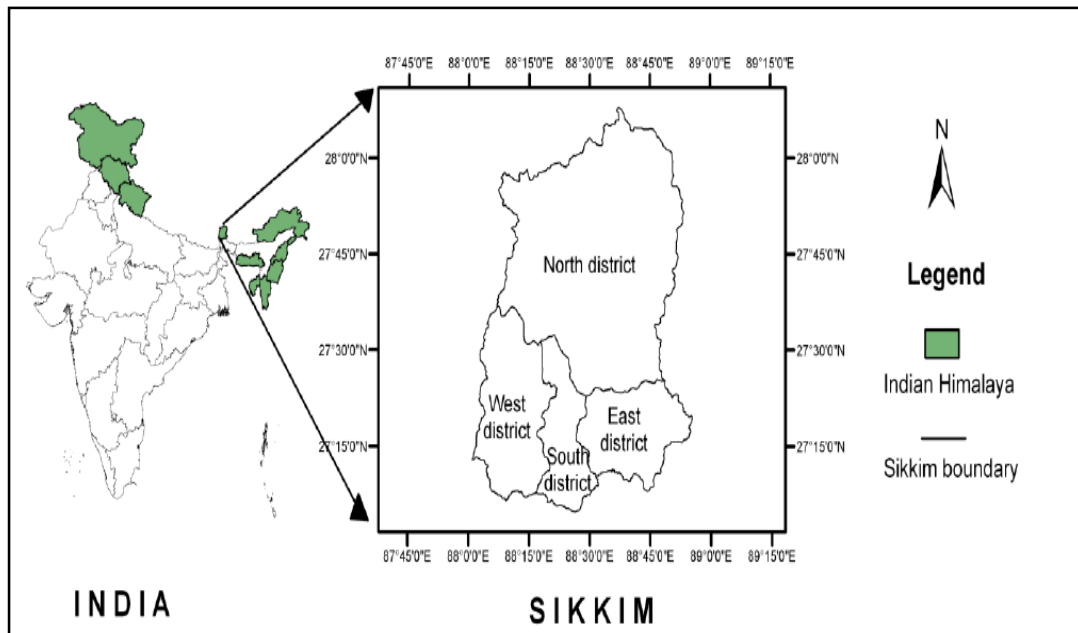 87°45'0"E 88°0'0"E 88°15'0"E 88°30'0"E 88°45'0"E 89°0'0"E 89°15'0"E
28°0'0"N
28°0'0"N
27°45'0"N
27°45'0"N
27°30'0"N
27°30'0"N
27°15'0"N
27°15'0"N
North district
West
district
South
district
East
district
87°45'0"E 88°0'0"E 88°15'0"E 88°30'0"E 88°45'0"E 89°0'0"E 89°15'0"E
N
Legend
Indian Himalaya
Sikkim boundary
INDIA
SIKKIM